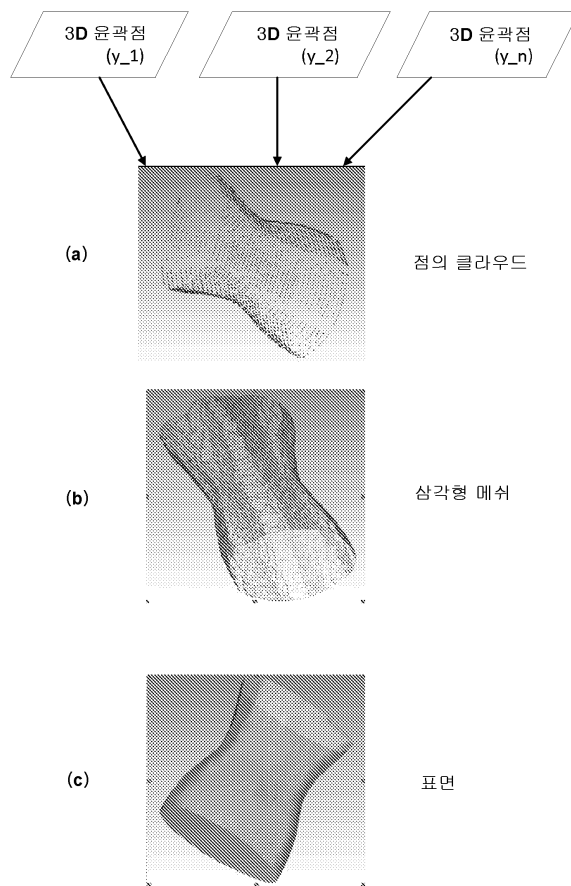 3D 윤곽점
(y_1)
3D 윤곽점
(y_2)
3D 윤곽점
(y_n)
(a)
점의 클라우드
(b)
삼각형 메쉬
(c)
표면